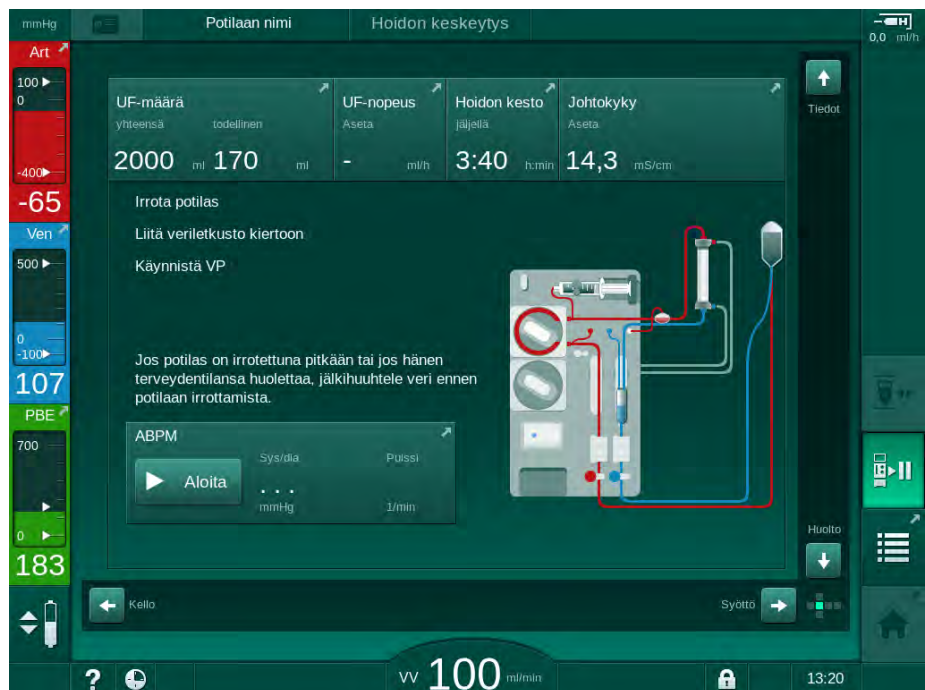 mmHg Potilaan nimi Hoidon keskeytys 0,0 ml/h
Art
100
0
-400
-65
Ven
500
0
-100
107
PBE
700
0
183
UF-määrä UF-nopeus Hoidon kesto Johtokyky
yhteensä todellinen Aseta jäljellä Aseta
2000 ml 170 ml - ml/h 3:40 h:min 14,3 mS/cm
Tiedot
Irrota potilas
Liitä veriletkusto kiertoon
Käynnistä VP
Jos potilas on irrotettuna pitkään tai jos hänen
terveydentilansa huolettaa, jälkihuuhtele veri ennen
potilaan irrottamista.
ABPM
Sys/dia Pulssi
Aloita . . .
mmHg 1/min
Huolto
Kello Syöttö
? VV 100 ml/min 13:20